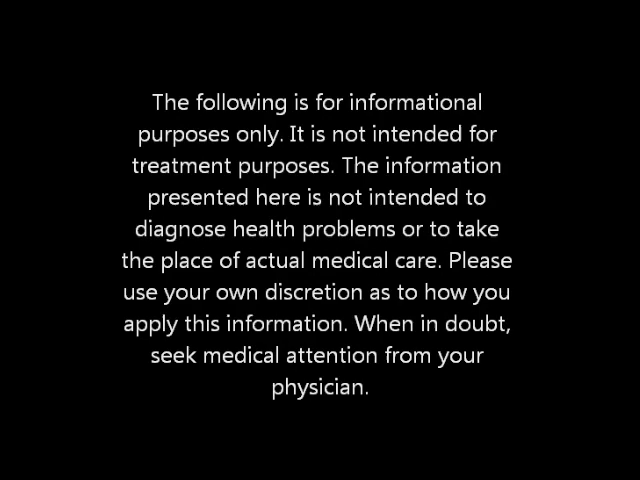 The following is for informational
purposes only. It is not intended for
treatment purposes. The information
presented here is not intended to
diagnose health problems or to take
the place of actual medical care. Please
use your own discretion as to how you
apply this information. When in doubt,
seek medical attention from your
physician.